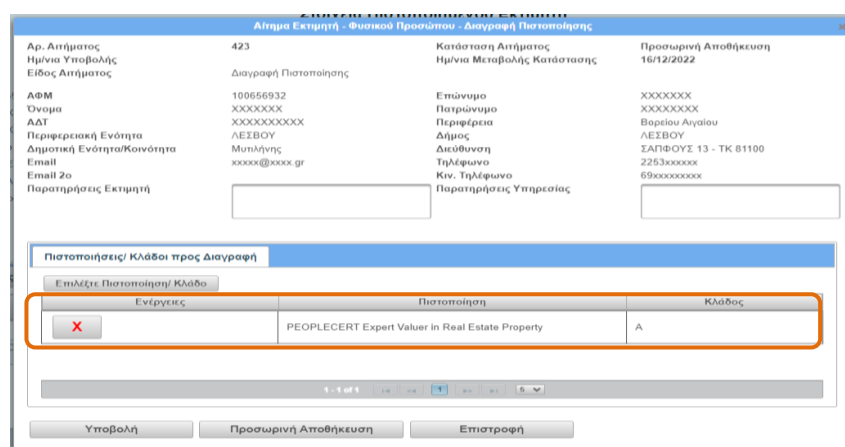 Στοιχεία Πιστοποιημένου Εκτιμητή
Αίτημα Εκτιμητή - Φυσικού Προσώπου - Διαγραφή Πιστοποίησης
Αρ. Αιτήματος 423 Κατάσταση Αιτήματος Προσωρινή Αποθήκευση
Ημ/νια Υποβολής Ημ/νια Μεταβολής Κατάστασης 16/12/2022
Είδος Αιτήματος Διαγραφή Πιστοποίησης
ΑΦΜ 100656932 Επώνυμο XXXXXXX
Όνομα XXXXXXX Πατρώνυμο XXXXXXXX
ΑΔΤ XXXXXXXXXX Περιφέρεια Βορείου Αιγαίου
Περιφερειακή Ενότητα ΛΕΣΒΟΥ Δήμος ΛΕΣΒΟΥ
Δημοτική Ενότητα/Κοινότητα Μυτιλήνης Διεύθυνση ΣΑΠΦΟΥΣ 13 - ΤΚ 81100
Email xxxxx@xxxx.gr Τηλέφωνο 2253xxxxxx
Email 2ο Κιν. Τηλέφωνο 69xxxxxxxxx
Παρατηρήσεις Εκτιμητή Παρατηρήσεις Υπηρεσίας
Πιστοποιήσεις/ Κλάδοι προς Διαγραφή
Επιλέξτε Πιστοποίηση/ Κλάδο
Ενέργειες Πιστοποίηση Κλάδος
X PEOPLECERT Expert Valuer in Real Estate Property A
1 - 1 of 1 1 5
Υποβολή Προσωρινή Αποθήκευση Επιστροφή